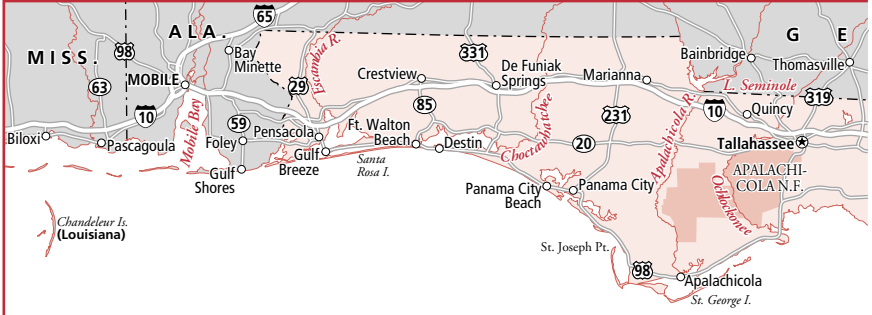 65
A L A.
G E
MISS.
98
Bay
Minette
Escambia R.
331
Bainbridge
Thomasville
MOBILE
De Funiak
Springs
Crestview
Marianna
L. Seminole
63
29
319
85
Quincy
10
59
231
10
Biloxi
Pascagoula
Mobile Bay
Foley
Pensacola
Ft. Walton
Beach
Destin
Choctawhatchee
20
Apalachicola R.
Tallahassee
Gulf
Shores
Gulf
Breeze
Santa
Rosa I.
APALACHI-
COLA N.F.
Ochlockonee
Panama City
Beach
Panama City
Chandeleur Is.
(Louisiana)
St. Joseph Pt.
98
Apalachicola
St. George I.